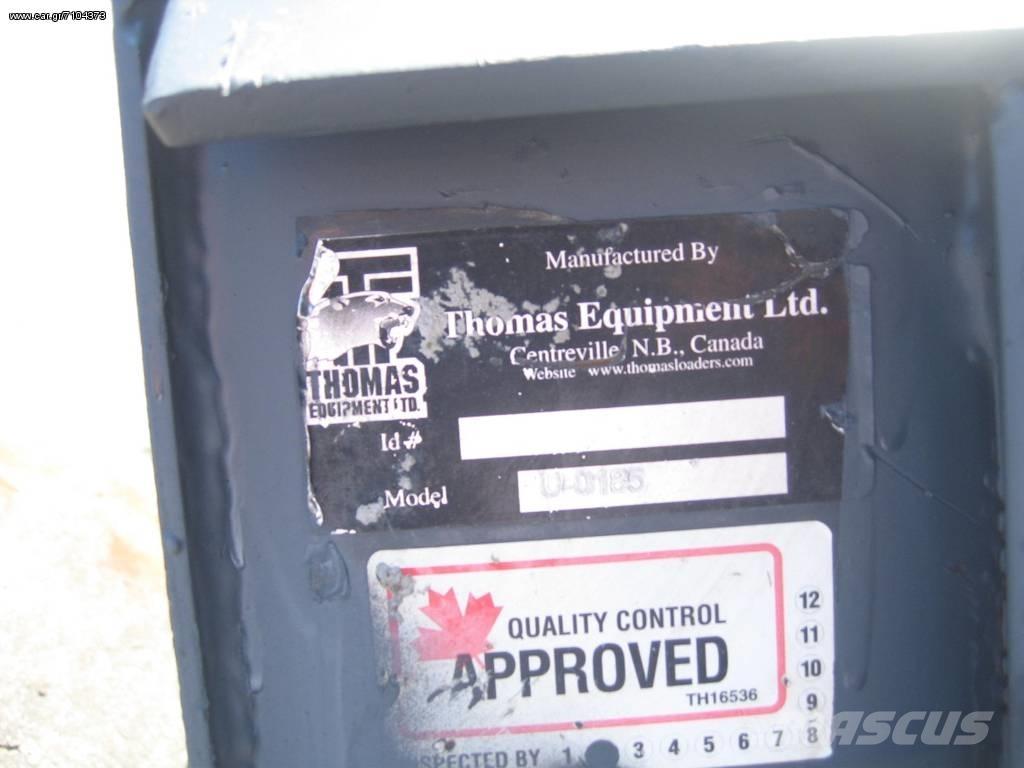 www.car.gr/7104373
Manufactured By
Thomas Equipment Ltd.
Centreville, N.B., Canada
Website www.thomasloaders.com
THOMAS
EQUIPMENT LTD.
Id #
Model
QUALITY CONTROL
APPROVED
TH16536
12
11
10
9
SPECTED BY 1 3 4 5 6 7 8
ASCUS